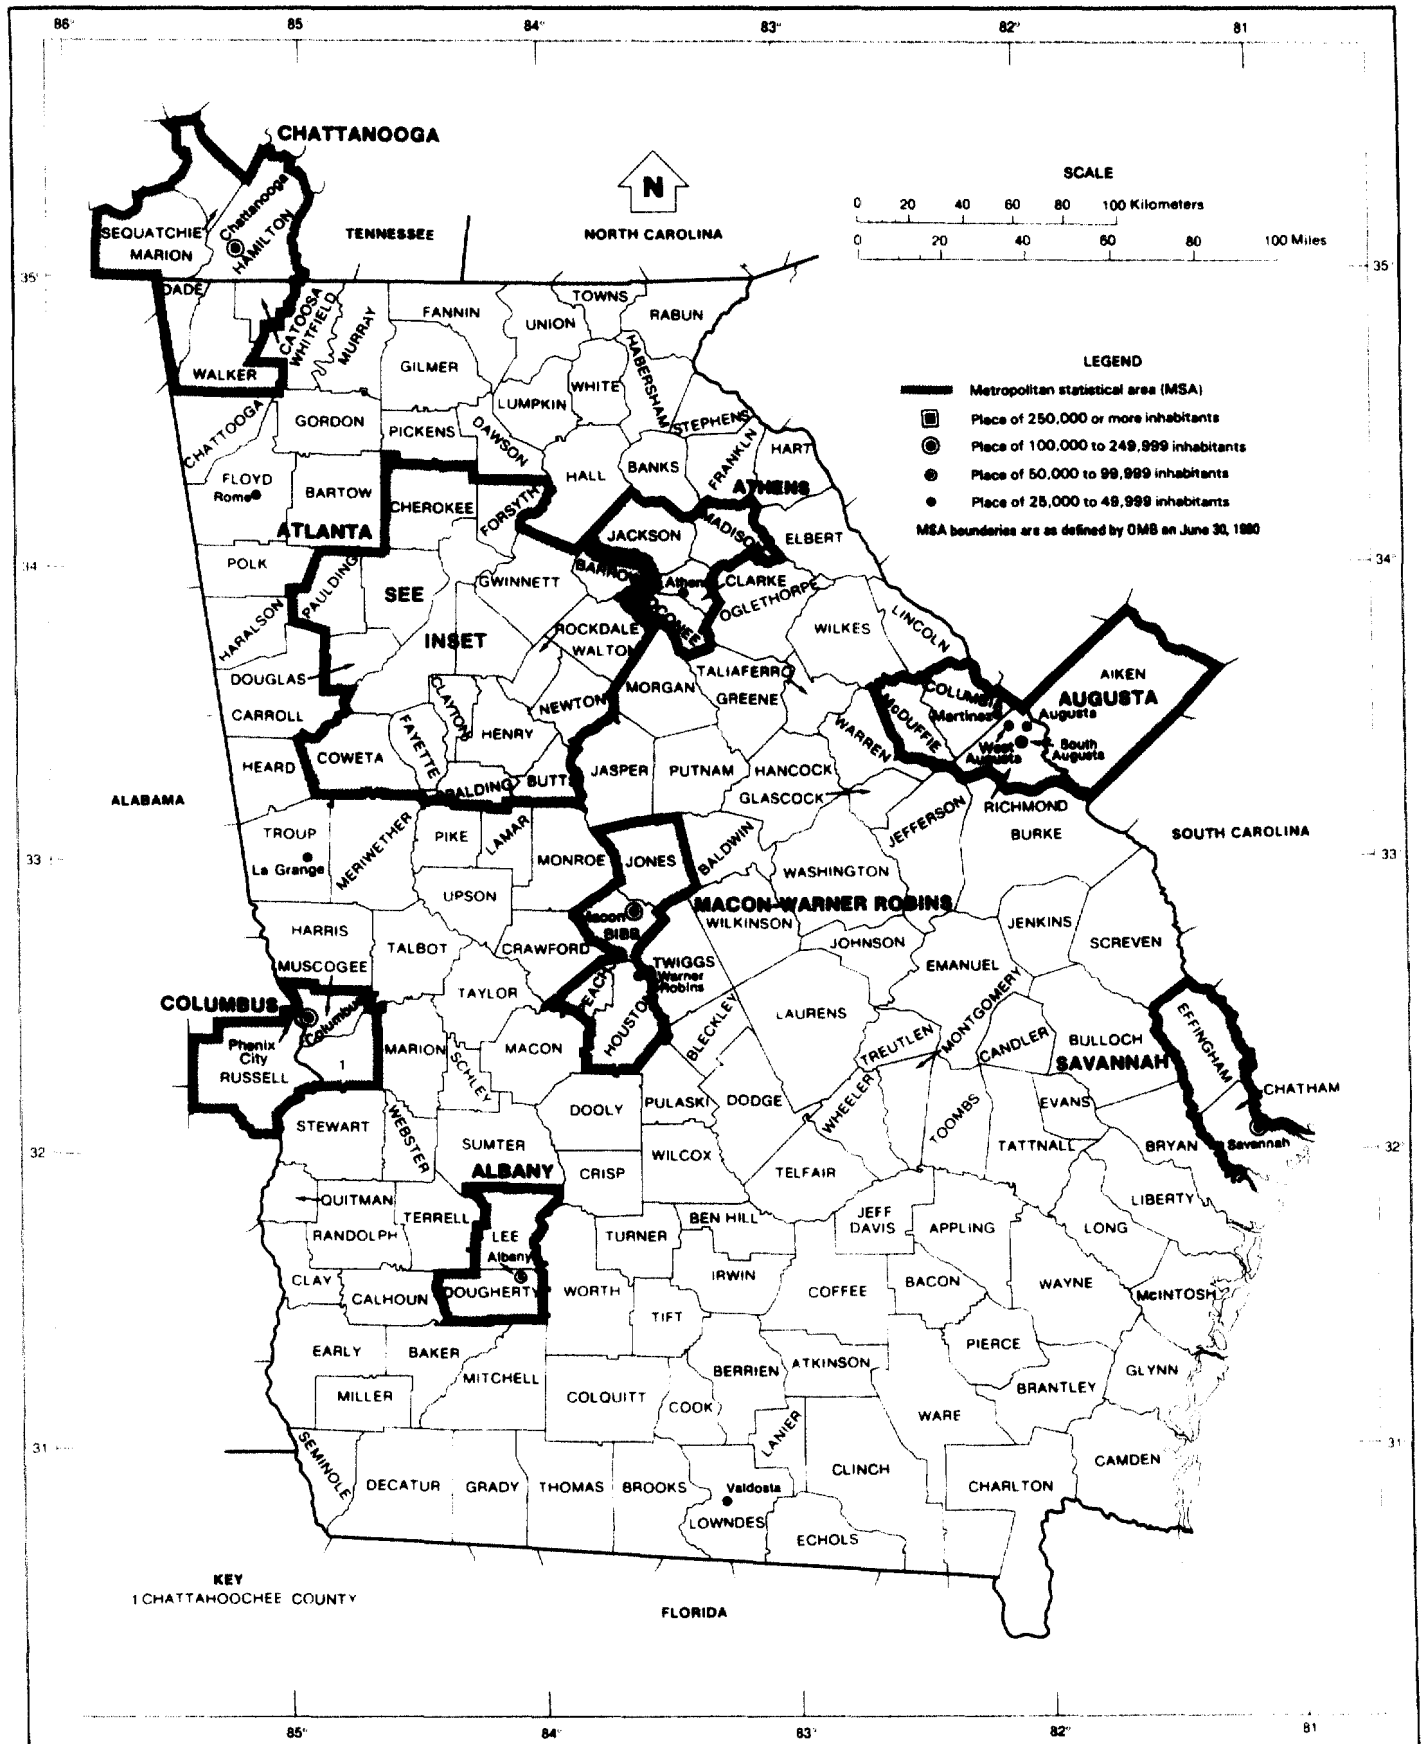 86° 85 84° 83° 82° 81
CHATTANOOGA
N
SCALE
0 20 40 60 80 100 Kilometers
0 20 40 60 80 100 Miles
Chattanooga
HAMILTON
SEQUATCHIE
MARION
TENNESSEE
NORTH CAROLINA
35° 35°
DADE
CATOOSA
WHITFIELD
MURRAY
FANNIN
TOWNS
UNION
RABUN
WALKER
GILMER
WHITE
HABERSHAM
LUMPKIN
LEGEND
Metropolitan statistical area (MSA)
Place of 250,000 or more inhabitants
Place of 100,000 to 249,999 inhabitants
Place of 50,000 to 99,999 inhabitants
Place of 25,000 to 49,999 inhabitants
MSA boundaries are as defined by OMB on June 30, 1990
CHATTOOGA
GORDON
PICKENS
DAWSON
STEPHENS
FRANKLN
HART
FLOYD
Rome
BARTOW
HALL
BANKS
ATHENS
CHEROKEE
FORSYTH
ATLANTA
JACKSON
MADISON
ELBERT
34 34°
POLK
PAULDING
SEE
INSET
GWINNETT
BARROW
Athens
CLARKE
OGLETHORPE
HARALSON
OCONEE
ROCKDALE
WALTON
WILKES
LINCOLN
DOUGLAS
CLAYTON
MORGAN
TALIAFERRO
GREENE
AIKEN
AUGUSTA
COLUMBIA
Martinez
Augusta
McDUFFIE
CARROLL
NEWTON
HENRY
FAYETTE
COWETA
HEARD
WARREN
West
Augusta
South
Augusta
BUTTS
SPALDING
JASPER
PUTNAM
HANCOCK
GLASCOCK
ALABAMA
RICHMOND
JEFFERSON
BURKE
SOUTH CAROLINA
TROUP
La Grange
MERIWETHER
PIKE
LAMAR
MONROE
JONES
BALDWIN
33 33
WASHINGTON
UPSON
MACON-WARNER ROBINS
Macon
BIBB
WILKINSON
JENKINS
HARRIS
TALBOT
CRAWFORD
JOHNSON
SCREVEN
MUSCOGEE
TWIGGS
Warner
Robins
EMANUEL
COLUMBUS
Columbus
TAYLOR
PEACH
HOUSTON
BLECKLEY
LAURENS
MONTGOMERY
TREUTLEN
CANDLER
BULLOCH
EFFINGHAM
SAVANNAH
Phenix
City
RUSSELL
1
MARION
SCHLEY
MACON
DOOLY
PULASKI
DODGE
WHEELER
TOOMBS
EVANS
CHATHAM
STEWART
WEBSTER
SUMTER
TATTNALL
BRYAN
Savannah
32 32
ALBANY
CRISP
WILCOX
TELFAIR
QUITMAN
TERRELL
LIBERTY
RANDOLPH
LEE
Albany
TURNER
BEN HILL
JEFF
DAVIS
APPLING
LONG
CLAY
CALHOUN
DOUGHERTY
WORTH
IRWIN
COFFEE
BACON
WAYNE
McINTOSH
TIFT
EARLY
BAKER
MITCHELL
BERRIEN
ATKINSON
PIERCE
GLYNN
MILLER
COLQUITT
COOK
LANIER
WARE
BRANTLEY
31 31
SEMINOLE
DECATUR
GRADY
THOMAS
BROOKS
Valdosta
LOWNDES
CLINCH
CHARLTON
CAMDEN
ECHOLS
KEY
1 CHATTAHOOCHEE COUNTY
FLORIDA
85° 84° 83° 82° 81